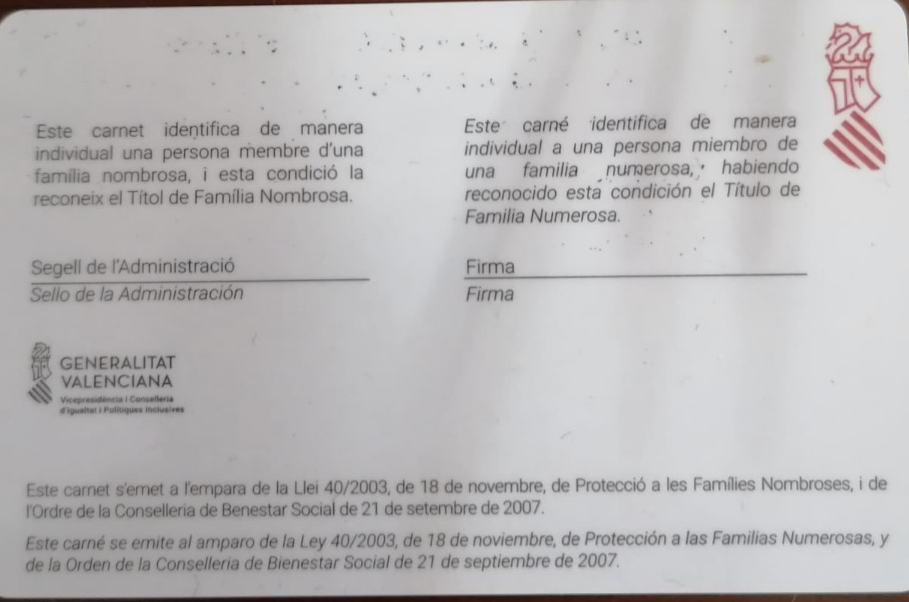 Este carnet identifica de manera
individual una persona membre d'una
família nombrosa, i esta condició la
reconeix el Títol de Família Nombrosa.
Este carné identifica de manera
individual a una persona miembro de
una familia numerosa, habiendo
reconocido esta condición el Título de
Familia Numerosa.
Segell de l'Administració
Sello de la Administración
Firma
Firma
GENERALITAT
VALENCIANA
Vicepresidència i Conselleria
d'Igualtat i Polítiques Inclusives
Este carnet s'emet a l'empara de la Llei 40/2003, de 18 de novembre, de Protecció a les Famílies Nombroses, i de
l'Ordre de la Conselleria de Benestar Social de 21 de setembre de 2007.
Este carné se emite al amparo de la Ley 40/2003, de 18 de noviembre, de Protección a las Familias Numerosas, y
de la Orden de la Conselleria de Bienestar Social de 21 de septiembre de 2007.